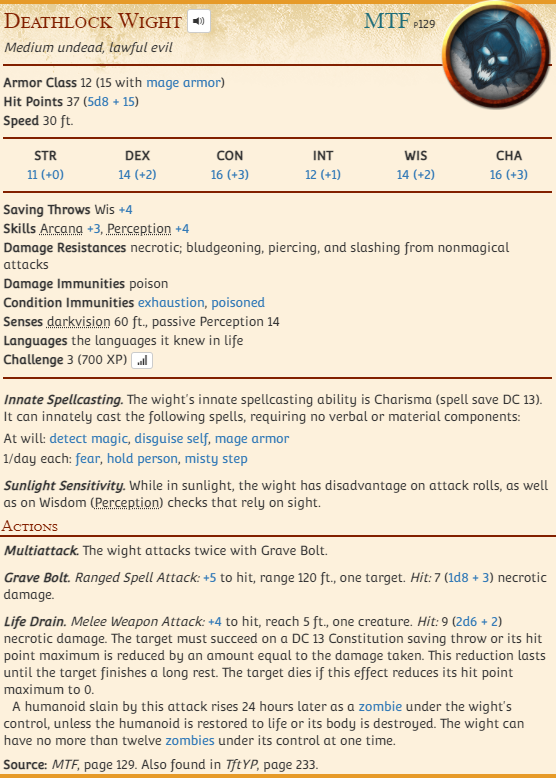 Deathlock Wight MTF p129
Medium undead, lawful evil
Armor Class 12 (15 with mage armor)
Hit Points 37 (5d8 + 15)
Speed 30 ft.
STR DEX CON INT WIS CHA
11 (+0) 14 (+2) 16 (+3) 12 (+1) 14 (+2) 16 (+3)
Saving Throws Wis +4
Skills Arcana +3, Perception +4
Damage Resistances necrotic; bludgeoning, piercing, and slashing from nonmagical
attacks
Damage Immunities poison
Condition Immunities exhaustion, poisoned
Senses darkvision 60 ft., passive Perception 14
Languages the languages it knew in life
Challenge 3 (700 XP)
Innate Spellcasting. The wight's innate spellcasting ability is Charisma (spell save DC 13).
It can innately cast the following spells, requiring no verbal or material components:
At will: detect magic, disguise self, mage armor
1/day each: fear, hold person, misty step
Sunlight Sensitivity. While in sunlight, the wight has disadvantage on attack rolls, as well
as on Wisdom (Perception) checks that rely on sight.
Actions
Multiattack. The wight attacks twice with Grave Bolt.
Grave Bolt. Ranged Spell Attack: +5 to hit, range 120 ft., one target. Hit: 7 (1d8 + 3) necrotic
damage.
Life Drain. Melee Weapon Attack: +4 to hit, reach 5 ft., one creature. Hit: 9 (2d6 + 2)
necrotic damage. The target must succeed on a DC 13 Constitution saving throw or its hit
point maximum is reduced by an amount equal to the damage taken. This reduction lasts
until the target finishes a long rest. The target dies if this effect reduces its hit point
maximum to 0.
A humanoid slain by this attack rises 24 hours later as a zombie under the wight's
control, unless the humanoid is restored to life or its body is destroyed. The wight can
have no more than twelve zombies under its control at one time.
Source: MTF, page 129. Also found in TftYP, page 233.